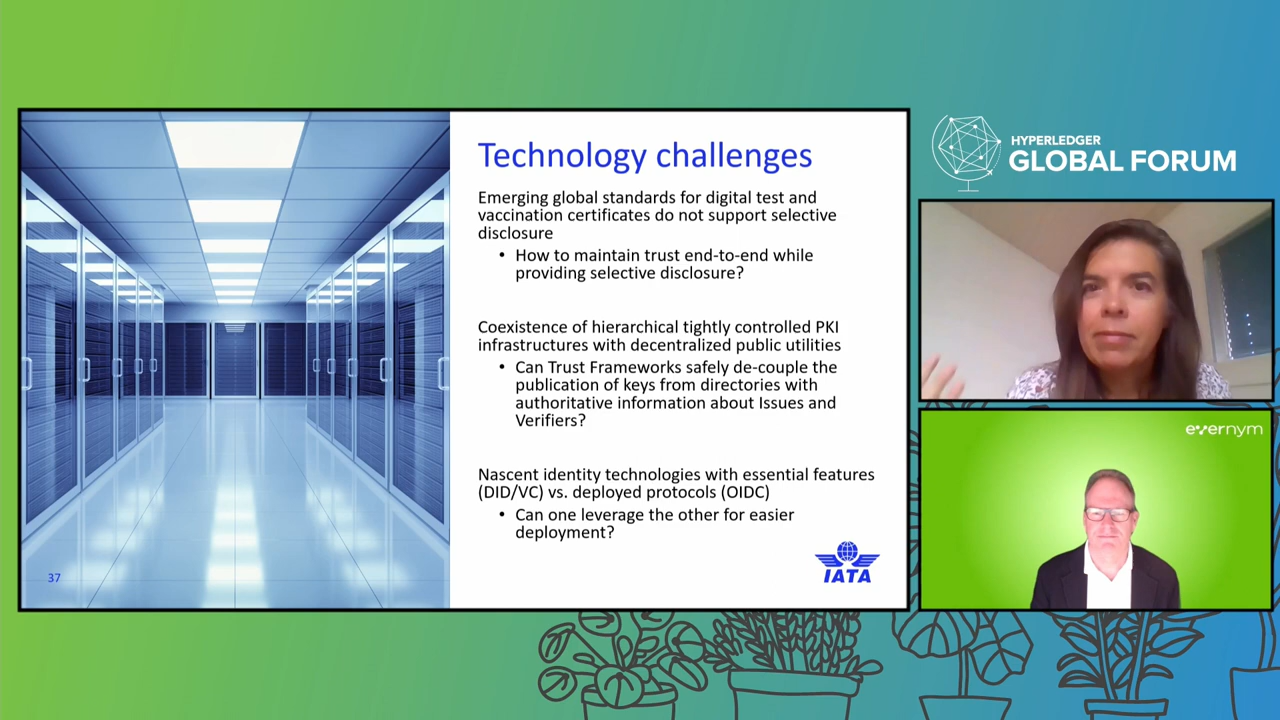 Technology challenges
Emerging global standards for digital test and
vaccination certificates do not support selective
disclosure
• How to maintain trust end-to-end while
providing selective disclosure?
Coexistence of hierarchical tightly controlled PKI
infrastructures with decentralized public utilities
• Can Trust Frameworks safely de-couple the
publication of keys from directories with
authoritative information about Issues and
Verifiers?
Nascent identity technologies with essential features
(DID/VC) vs. deployed protocols (OIDC)
• Can one leverage the other for easier
deployment?
37
IATA
HYPERLEDGER
GLOBAL FORUM
evernym